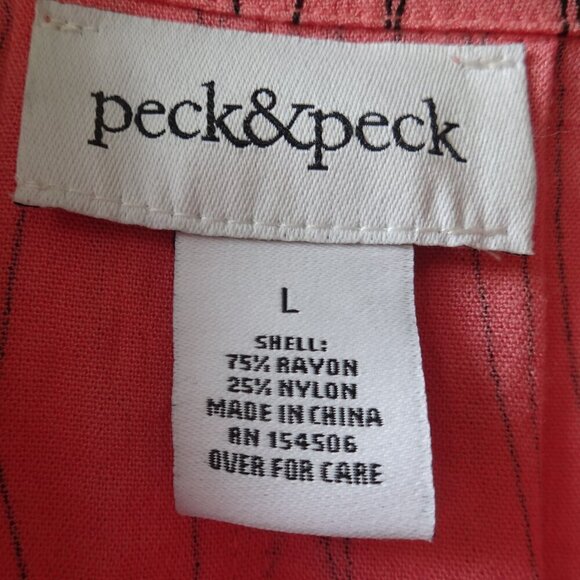 peck&peck
L
SHELL:
75% RAYON
25% NYLON
MADE IN CHINA
RN 154506
OVER FOR CARE